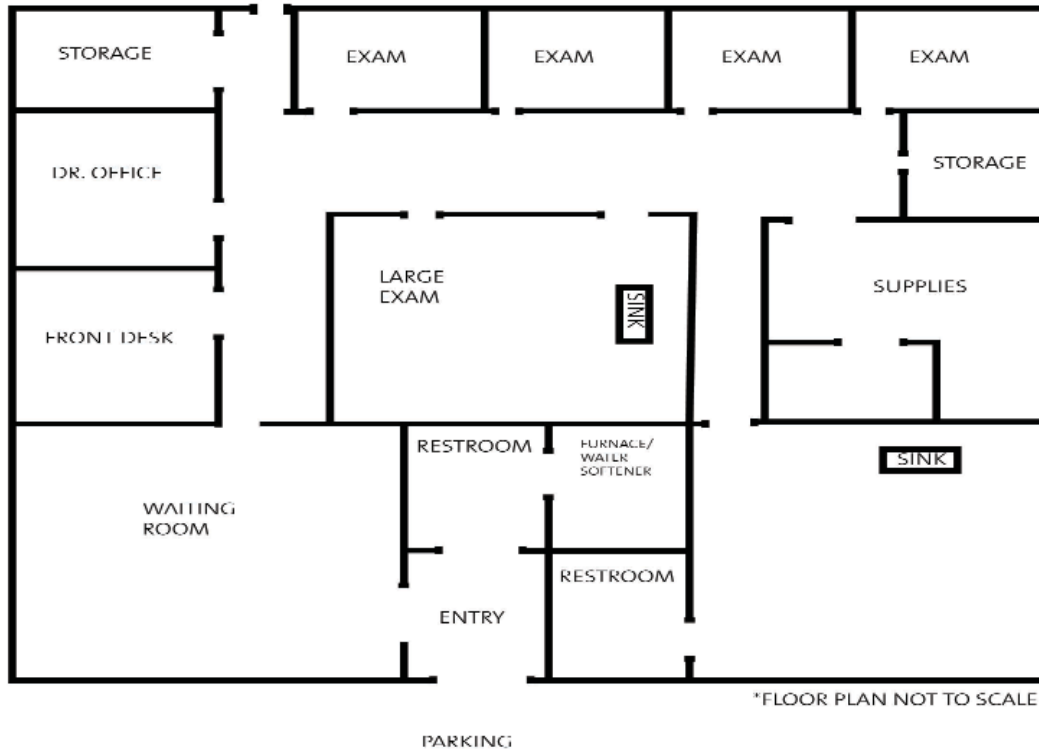 STORAGE
EXAM
EXAM
EXAM
EXAM
DR. OFFICE
STORAGE
LARGE
EXAM
SINK
SUPPLIES
FRONT DESK
RESTROOM
FURNACE/
WATER
SOFTENER
SINK
WAITING
ROOM
RESTROOM
ENTRY
*FLOOR PLAN NOT TO SCALE
PARKING